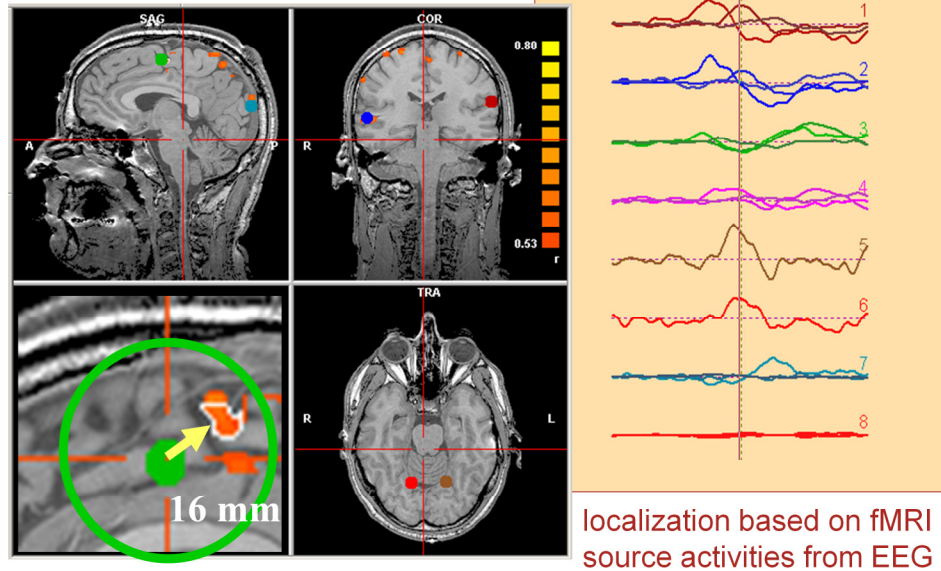 SAG
A
P
COR
R
0.80
0.53
r
16 mm
TRA
R
L
1
2
3
4
5
6
7
8
localization based on fMRI
source activities from EEG